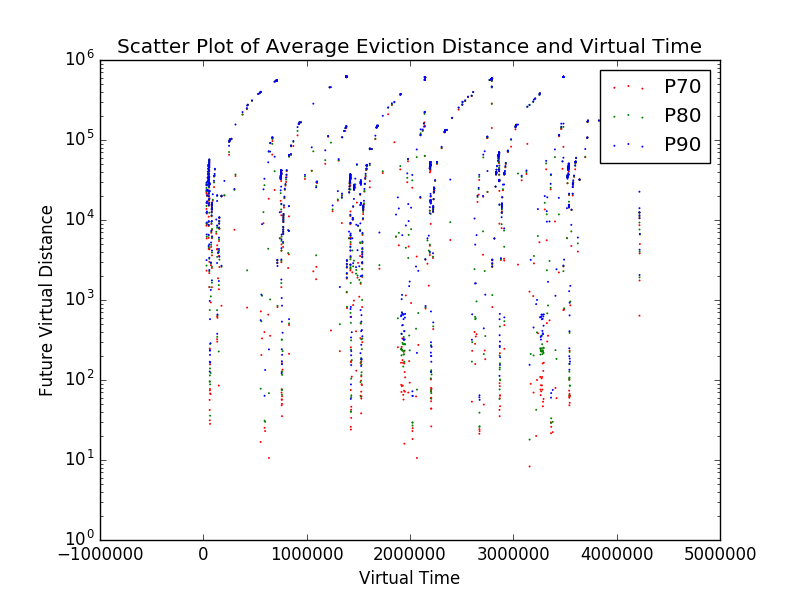 Scatter Plot of Average Eviction Distance and Virtual Time
10^6
10^5
10^4
10^3
10^2
10^1
10^0
Future Virtual Distance
P70
P80
P90
−1000000 0 1000000 2000000 3000000 4000000 5000000
Virtual Time